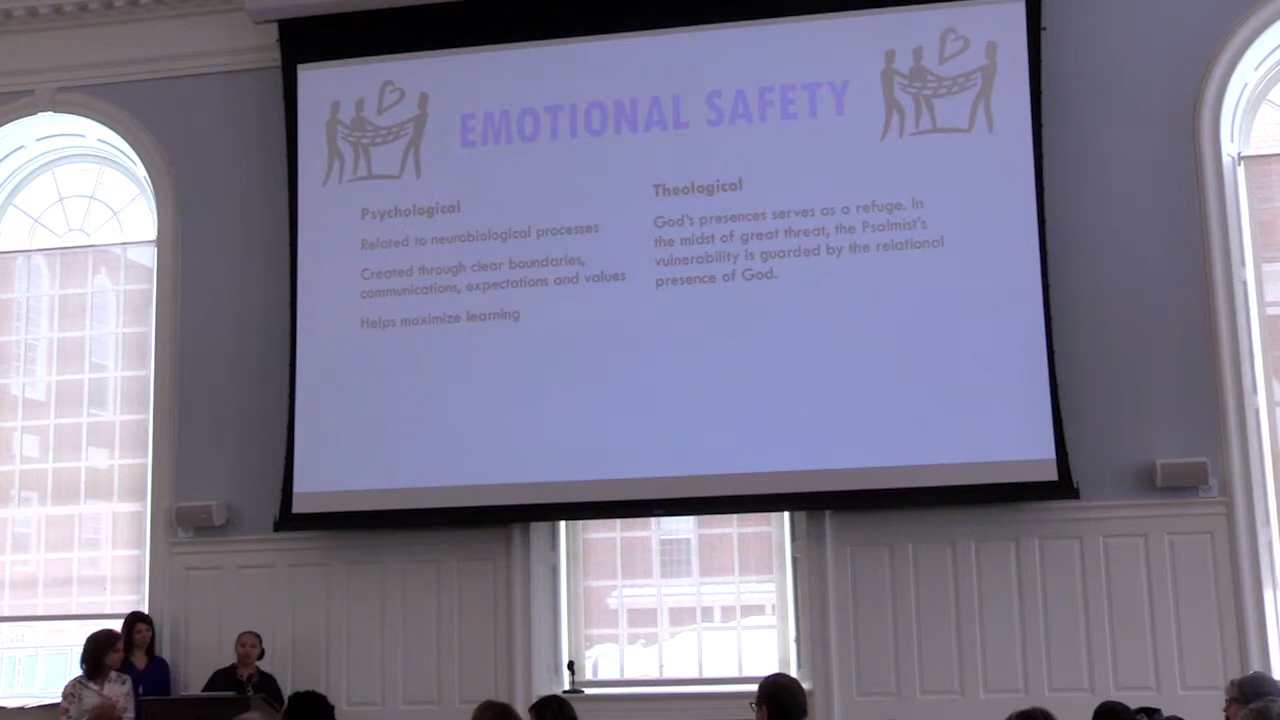 EMOTIONAL SAFETY
Psychological
Related to neurobiological processes
Created through clear boundaries,
communications, expectations and values
Helps maximize learning
Theological
God's presences serves as a refuge. In
the midst of great threat, the Psalmist's
vulnerability is guarded by the relational
presence of God.